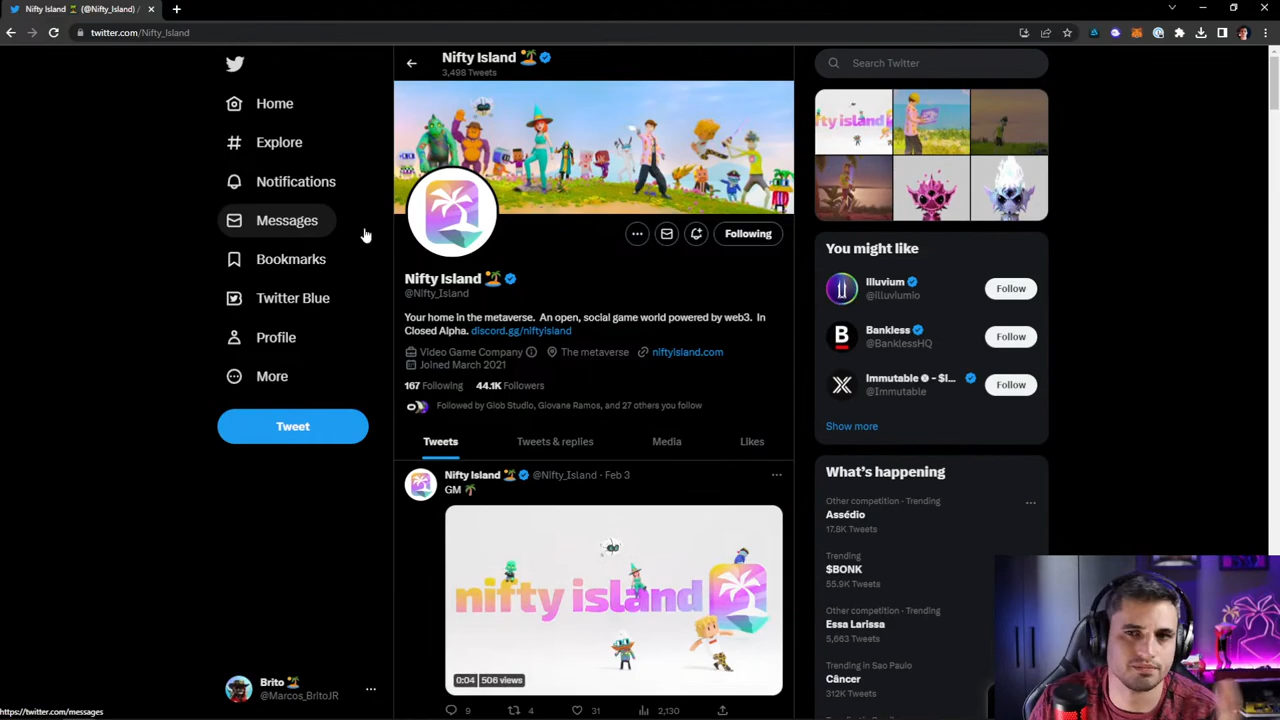 Nifty Island 🏝️ (@Nifty_Island) /
twitter.com/Nifty_Island
Home
Explore
Notifications
Messages
Bookmarks
Twitter Blue
Profile
More
Tweet
Brito 🏝️
@Marcos_BritoJR
https://twitter.com/messages
Nifty Island 🏝️
3,498 Tweets
Following
Nifty Island 🏝️
@Nifty_Island
Your home in the metaverse. An open, social game world powered by web3. In
Closed Alpha. discord.gg/niftyisland
Video Game Company The metaverse niftyisland.com
Joined March 2021
167 Following 44.1K Followers
Followed by Glob Studio, Giovane Ramos, and 27 others you follow
Tweets Tweets & replies Media Likes
Nifty Island 🏝️ @Nifty_Island · Feb 3
GM 🌴
nifty island
0:04 506 views
9 4 31 2,130
Search Twitter
nifty island
You might like
Illuvium
@illuviumio
Follow
Bankless
@BanklessHQ
Follow
Immutable - $I...
@Immutable
Follow
Show more
What's happening
Other competition · Trending
Assédio
17.8K Tweets
Trending
$BONK
55.9K Tweets
Other competition · Trending
Essa Larissa
5,663 Tweets
Trending in Sao Paulo
Câncer
312K Tweets